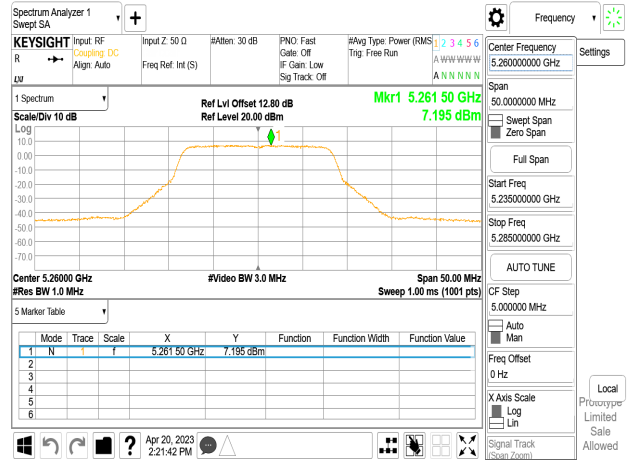 Spectrum Analyzer 1
Swept SA
Frequency
KEYSIGHT
R
Input: RF
Coupling: DC
Align: Auto
Input Z: 50 Ω
Freq Ref: Int (S)
#Atten: 30 dB
PNO: Fast
Gate: Off
IF Gain: Low
Sig Track: Off
#Avg Type: Power (RMS
Trig: Free Run
1 2 3 4 5 6
A W W W W W
A N N N N N
1 Spectrum
Scale/Div 10 dB
Ref Lvl Offset 12.80 dB
Ref Level 20.00 dBm
Mkr1 5.261 50 GHz
7.195 dBm
Log
10.0
0.00
-10.0
-20.0
-30.0
-40.0
-50.0
-60.0
-70.0
1
Center 5.26000 GHz
#Res BW 1.0 MHz
#Video BW 3.0 MHz
Span 50.00 MHz
Sweep 1.00 ms (1001 pts)
5 Marker Table
Mode Trace Scale X Y Function Function Width Function Value
1 N 1 f 5.261 50 GHz 7.195 dBm
2
3
4
5
6
Apr 20, 2023
2:21:42 PM
Center Frequency
5.260000000 GHz
Span
50.0000000 MHz
Swept Span
Zero Span
Full Span
Start Freq
5.235000000 GHz
Stop Freq
5.285000000 GHz
AUTO TUNE
CF Step
5.000000 MHz
Auto
Man
Freq Offset
0 Hz
X Axis Scale
Log
Lin
Signal Track
(Span Zoom)
Settings
Local
Prototype
Limited
Sale
Allowed